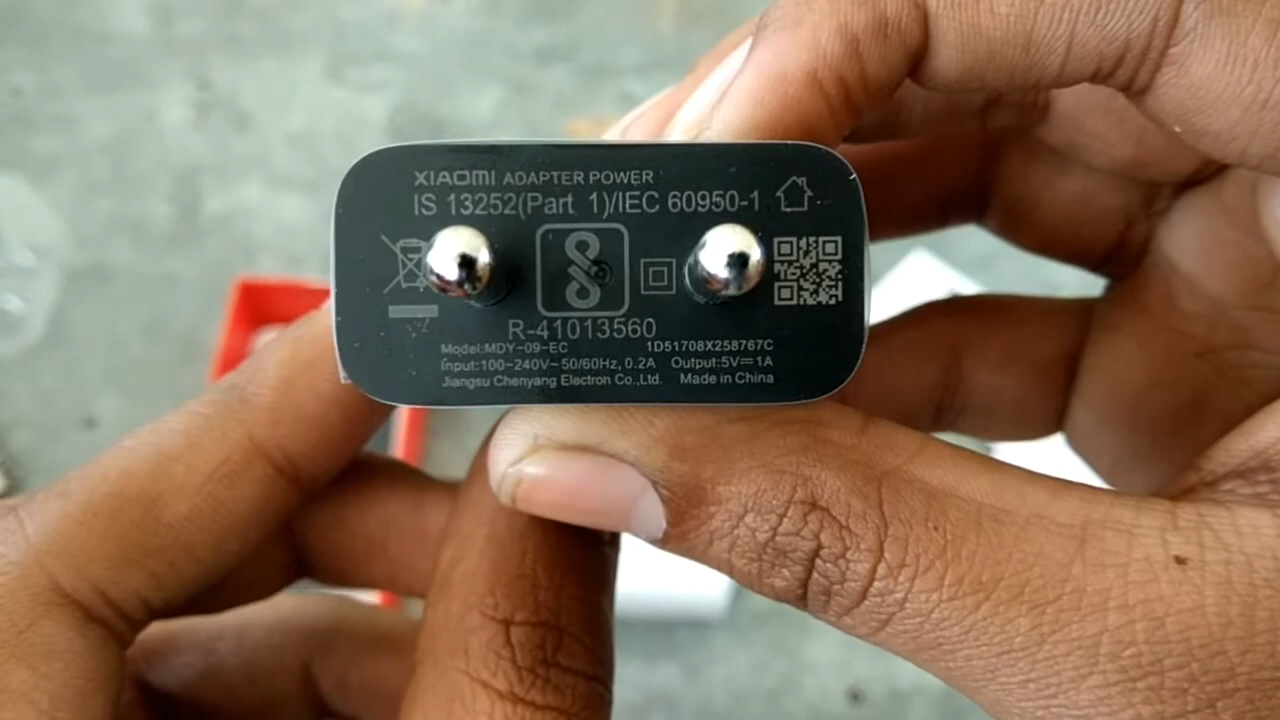 XIAOMI ADAPTER POWER
IS 13252(Part 1)/IEC 60950-1
R-41013560
Model:MDY-09-EC 1D51708X258767C
Input:100-240V~50/60Hz, 0.2A Output:5V⎓1A
Jiangsu Chenyang Electron Co.,Ltd. Made in China